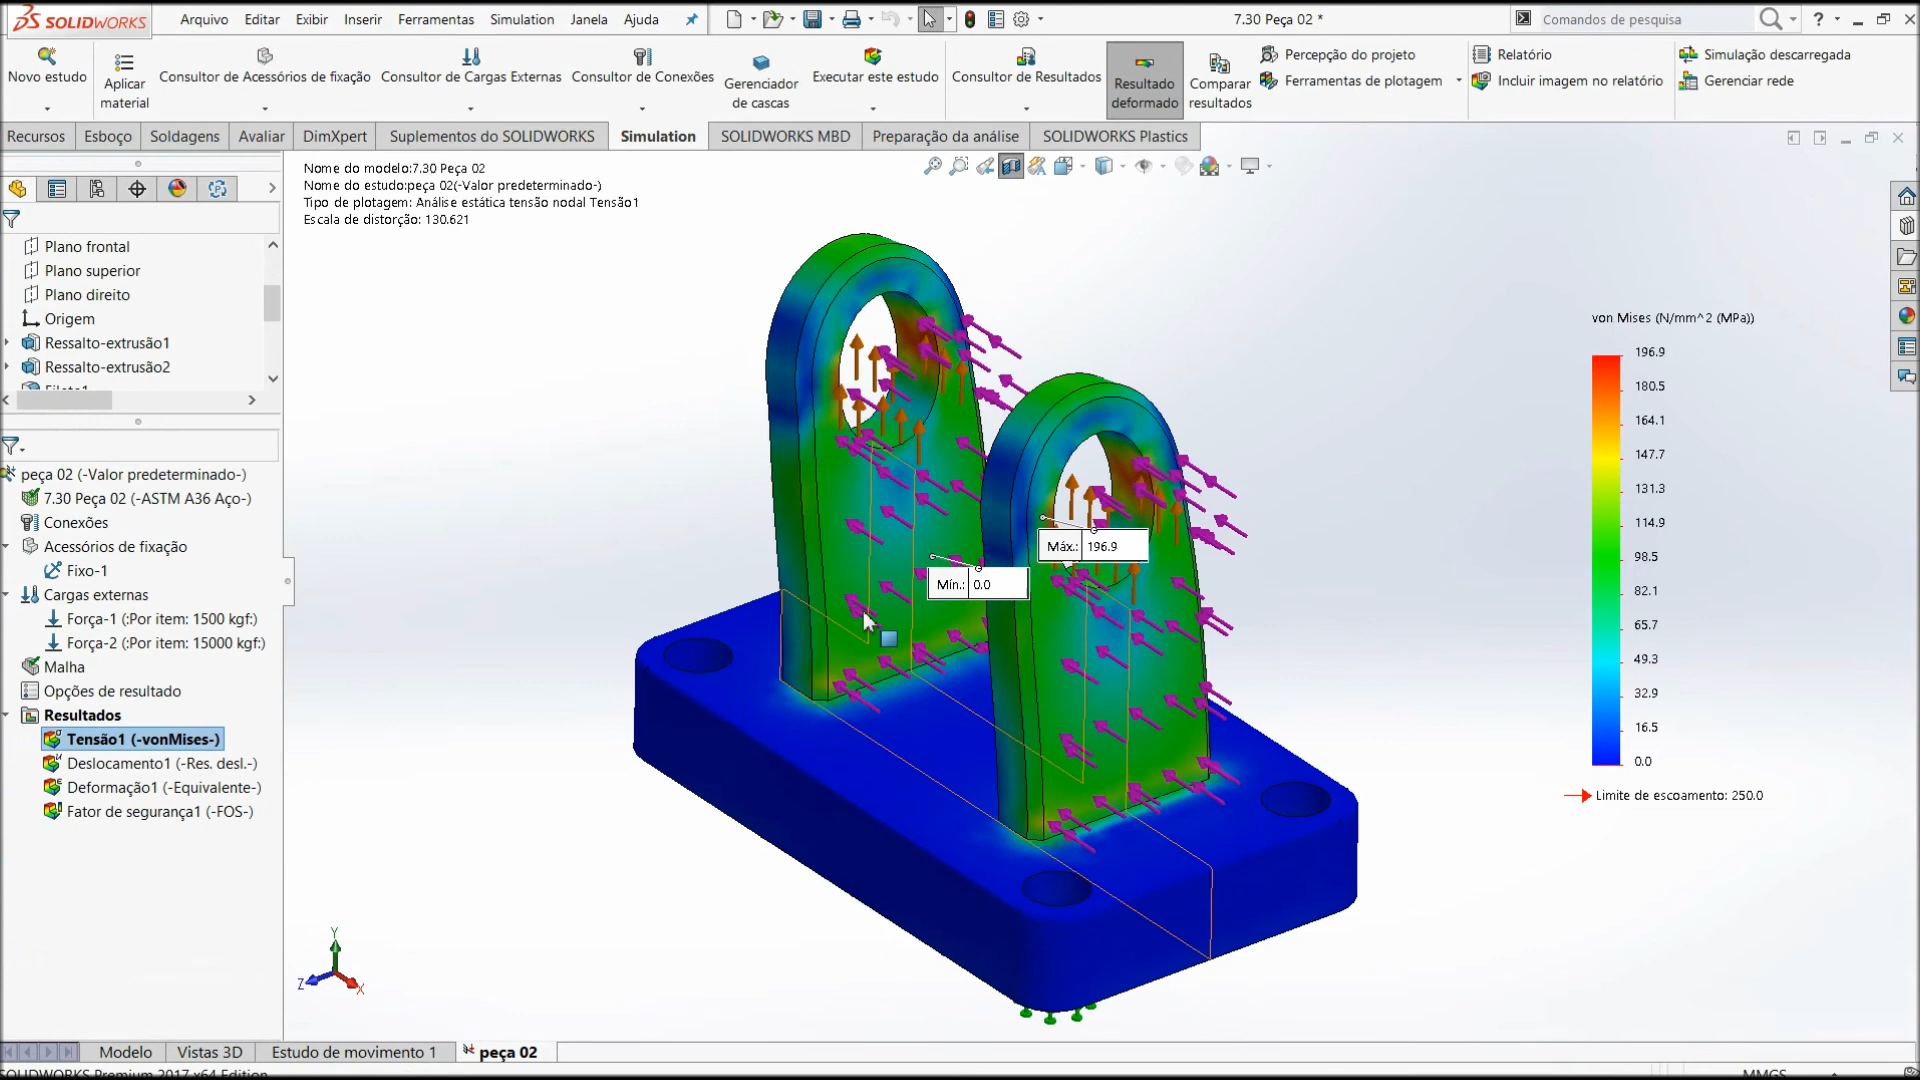 SOLIDWORKS
Arquivo Editar Exibir Inserir Ferramentas Simulation Janela Ajuda
7.30 Peça 02 *
Comandos de pesquisa
Novo estudo
Aplicar material
Consultor de Acessórios de fixação
Consultor de Cargas Externas
Consultor de Conexões
Gerenciador de cascas
Executar este estudo
Consultor de Resultados
Resultado deformado
Comparar resultados
Percepção do projeto
Ferramentas de plotagem
Relatório
Incluir imagem no relatório
Simulação descarregada
Gerenciar rede
Recursos Esboço Soldagens Avaliar DimXpert Suplementos do SOLIDWORKS Simulation SOLIDWORKS MBD Preparação da análise SOLIDWORKS Plastics
Nome do modelo:7.30 Peça 02
Nome do estudo:peça 02(-Valor predeterminado-)
Tipo de plotagem: Análise estática tensão nodal Tensão1
Escala de distorção: 130.621
Plano frontal
Plano superior
Plano direito
Origem
Ressalto-extrusão1
Ressalto-extrusão2
peça 02 (-Valor predeterminado-)
7.30 Peça 02 (-ASTM A36 Aço-)
Conexões
Acessórios de fixação
Fixo-1
Cargas externas
Força-1 (:Por item: 1500 kgf:)
Força-2 (:Por item: 15000 kgf:)
Malha
Opções de resultado
Resultados
Tensão1 (-vonMises-)
Deslocamento1 (-Res. desl.-)
Deformação1 (-Equivalente-)
Fator de segurança1 (-FOS-)
Máx.: 196.9
Mín.: 0.0
von Mises (N/mm^2 (MPa))
196.9
180.5
164.1
147.7
131.3
114.9
98.5
82.1
65.7
49.3
32.9
16.5
0.0
Limite de escoamento: 250.0
Y
Z
X
Modelo Vistas 3D Estudo de movimento 1 peça 02
SOLIDWORKS Premium 2017 x64 Edition
MMGS